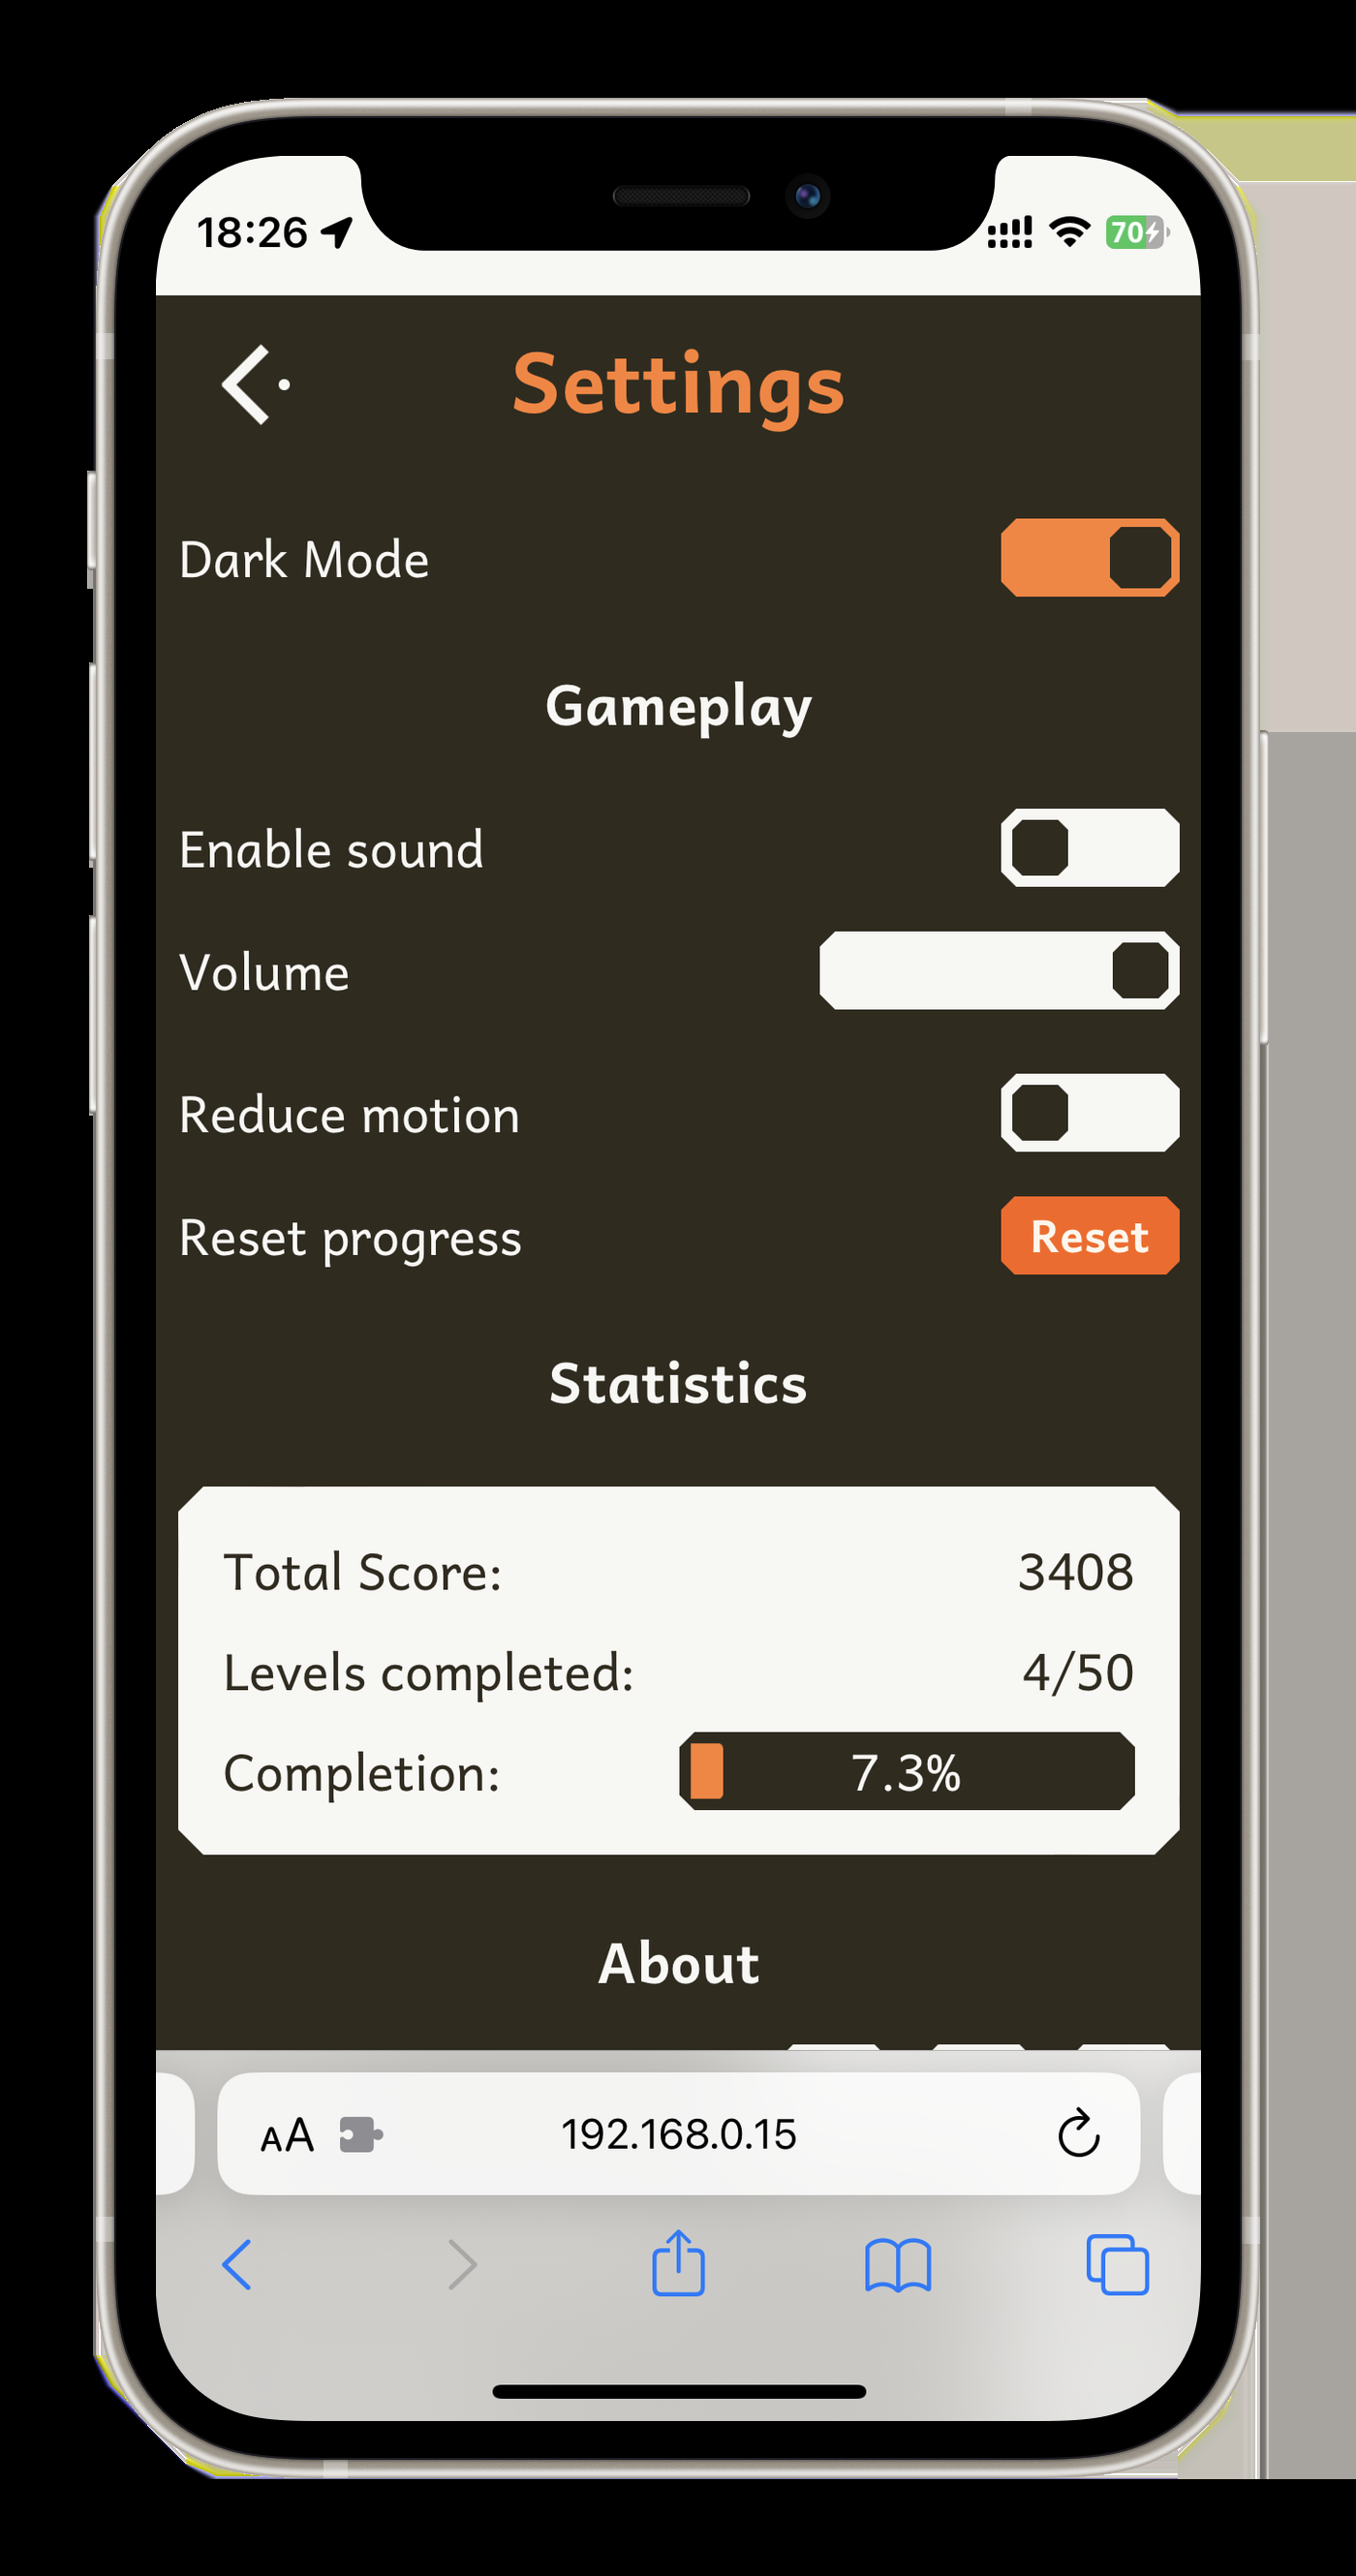 18:26
70
Settings
Dark Mode
Gameplay
Enable sound
Volume
Reduce motion
Reset progress
Reset
Statistics
Total Score: 3408
Levels completed: 4/50
Completion: 7.3%
About
AA 192.168.0.15